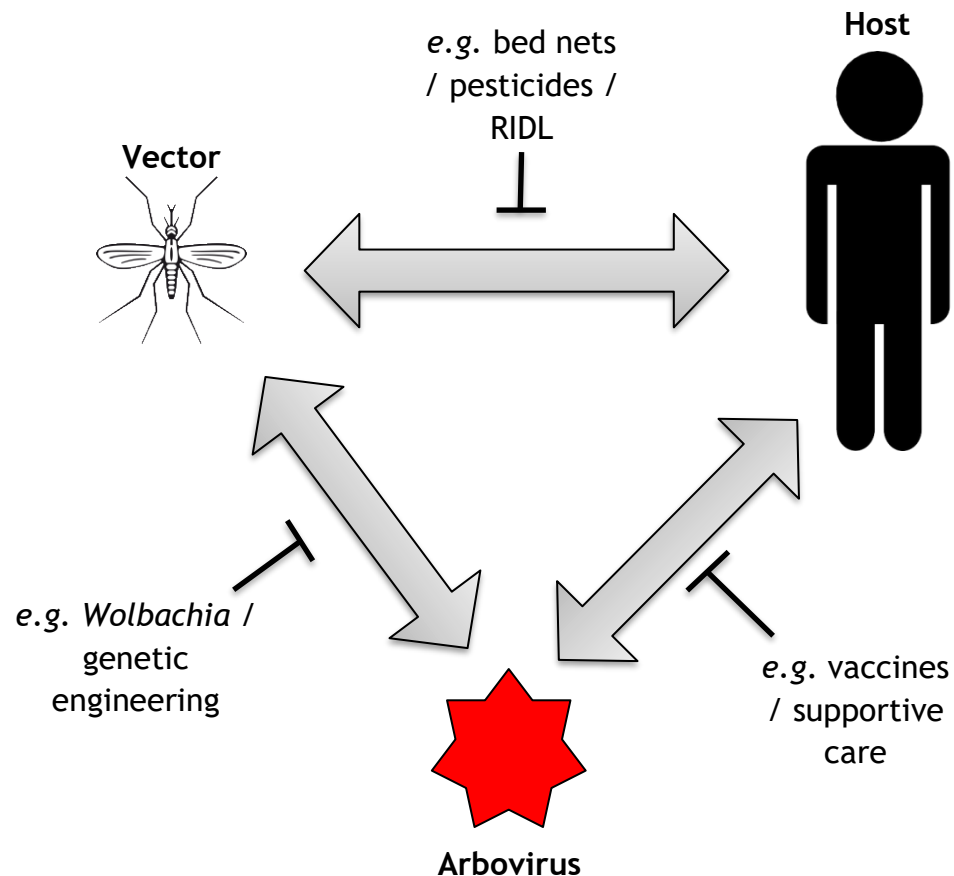 Host
e.g. bed nets
/ pesticides /
RIDL
Vector
e.g. Wolbachia /
genetic
engineering
e.g. vaccines
/ supportive
care
Arbovirus